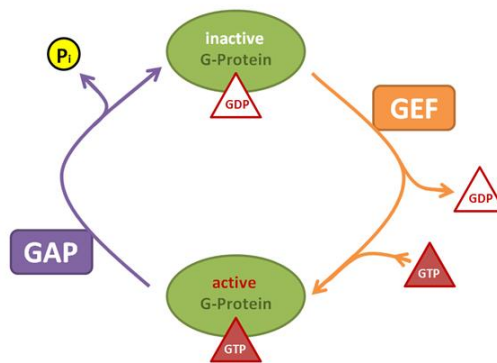 inactive
G-Protein
GDP
Pi
GEF
GDP
GAP
GTP
active
G-Protein
GTP